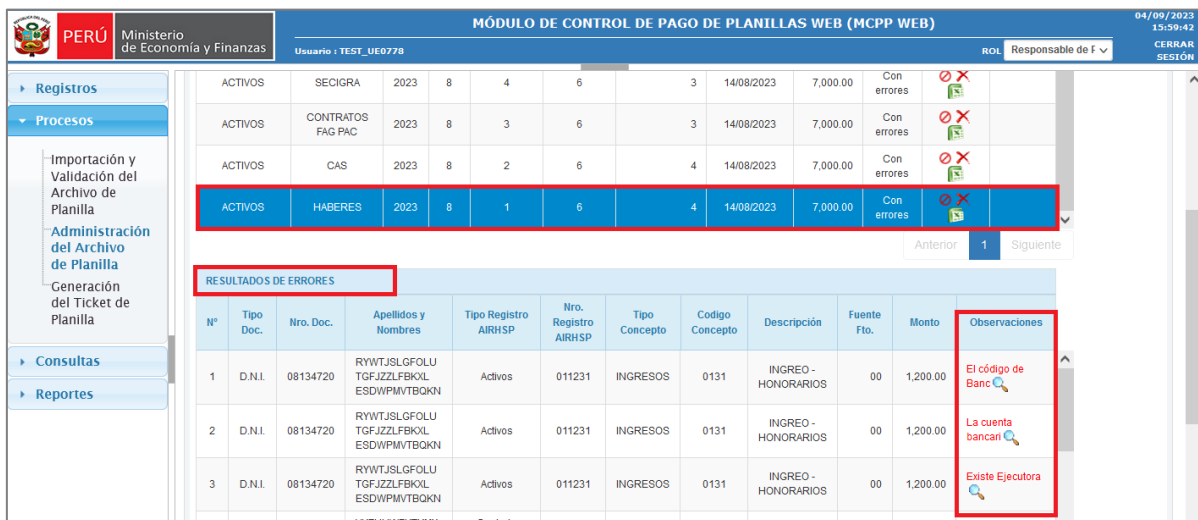 MÓDULO DE CONTROL DE PAGO DE PLANILLAS WEB (MCPP WEB)
04/09/2023
15:59:42
PERÚ
Ministerio
de Economía y Finanzas
Usuario : TEST_UE0778
ROL Responsable de F
CERRAR
SESIÓN
Registros
Procesos
Importación y
Validación del
Archivo de
Planilla
Administración
del Archivo
de Planilla
Generación
del Ticket de
Planilla
Consultas
Reportes
ACTIVOS SECIGRA 2023 8 4 6 3 14/08/2023 7,000.00 Con
errores
ACTIVOS CONTRATOS
FAG PAC 2023 8 3 6 3 14/08/2023 7,000.00 Con
errores
ACTIVOS CAS 2023 8 2 6 4 14/08/2023 7,000.00 Con
errores
ACTIVOS HABERES 2023 8 1 6 4 14/08/2023 7,000.00 Con
errores
Anterior 1 Siguiente
RESULTADOS DE ERRORES
N° Tipo
Doc. Nro. Doc. Apellidos y
Nombres Tipo Registro
AIRHSP Nro.
Registro
AIRHSP Tipo
Concepto Codigo
Concepto Descripción Fuente
Fto. Monto Observaciones
1 D.N.I. 08134720 RYWTJSLGFOLU
TGFJZZLFBKXL
ESDWPMVTBQKN Activos 011231 INGRESOS 0131 INGREO -
HONORARIOS 00 1,200.00 El código de
Banc
2 D.N.I. 08134720 RYWTJSLGFOLU
TGFJZZLFBKXL
ESDWPMVTBQKN Activos 011231 INGRESOS 0131 INGREO -
HONORARIOS 00 1,200.00 La cuenta
bancari
3 D.N.I. 08134720 RYWTJSLGFOLU
TGFJZZLFBKXL
ESDWPMVTBQKN Activos 011231 INGRESOS 0131 INGREO -
HONORARIOS 00 1,200.00 Existe Ejecutora